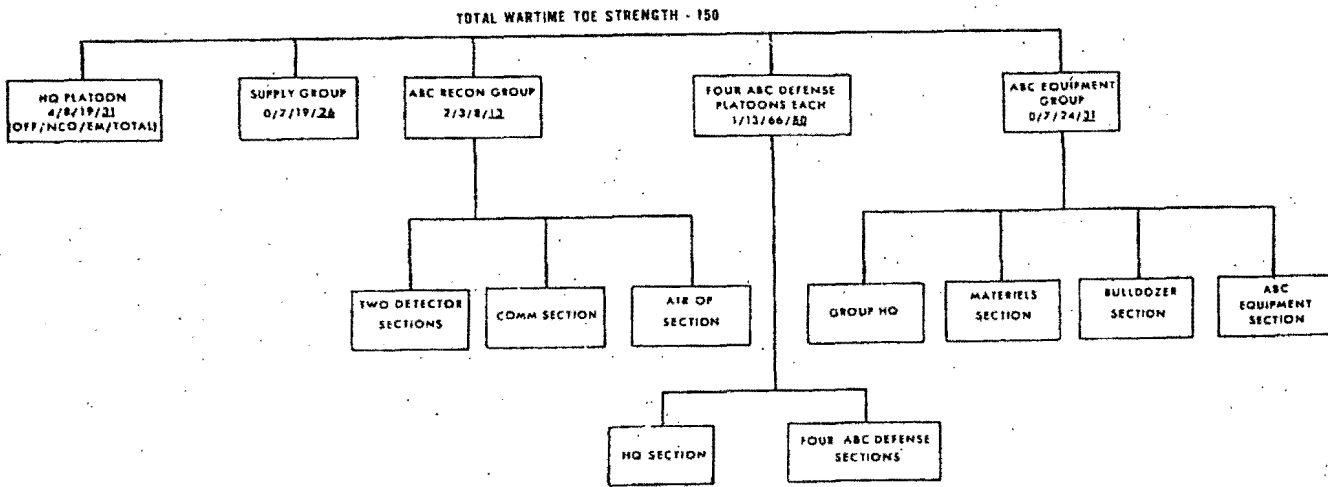 TOTAL WARTIME TOE STRENGTH - 150
HQ PLATOON
4/8/19/31
(OFF/NCO/EM/TOTAL)
SUPPLY GROUP
0/7/19/26
ABC RECON GROUP
2/3/8/13
FOUR ABC DEFENSE
PLATOONS EACH
1/13/66/80
ABC EQUIPMENT
GROUP
0/7/24/31
TWO DETECTOR
SECTIONS
COMM SECTION
AIR OP
SECTION
GROUP HQ
MATERIELS
SECTION
BULLDOZER
SECTION
ABC
EQUIPMENT
SECTION
HQ SECTION
FOUR ABC DEFENSE
SECTIONS